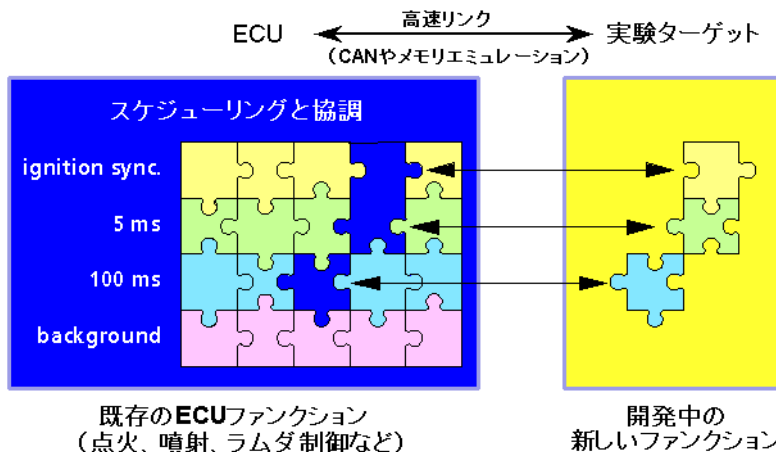 ECU
高速リンク
実験ターゲット
（CANやメモリエミュレーション）
スケジューリングと協調
ignition sync.
5 ms
100 ms
background
既存のECUファンクション
（点火、噴射、ラムダ制御など）
開発中の
新しいファンクション